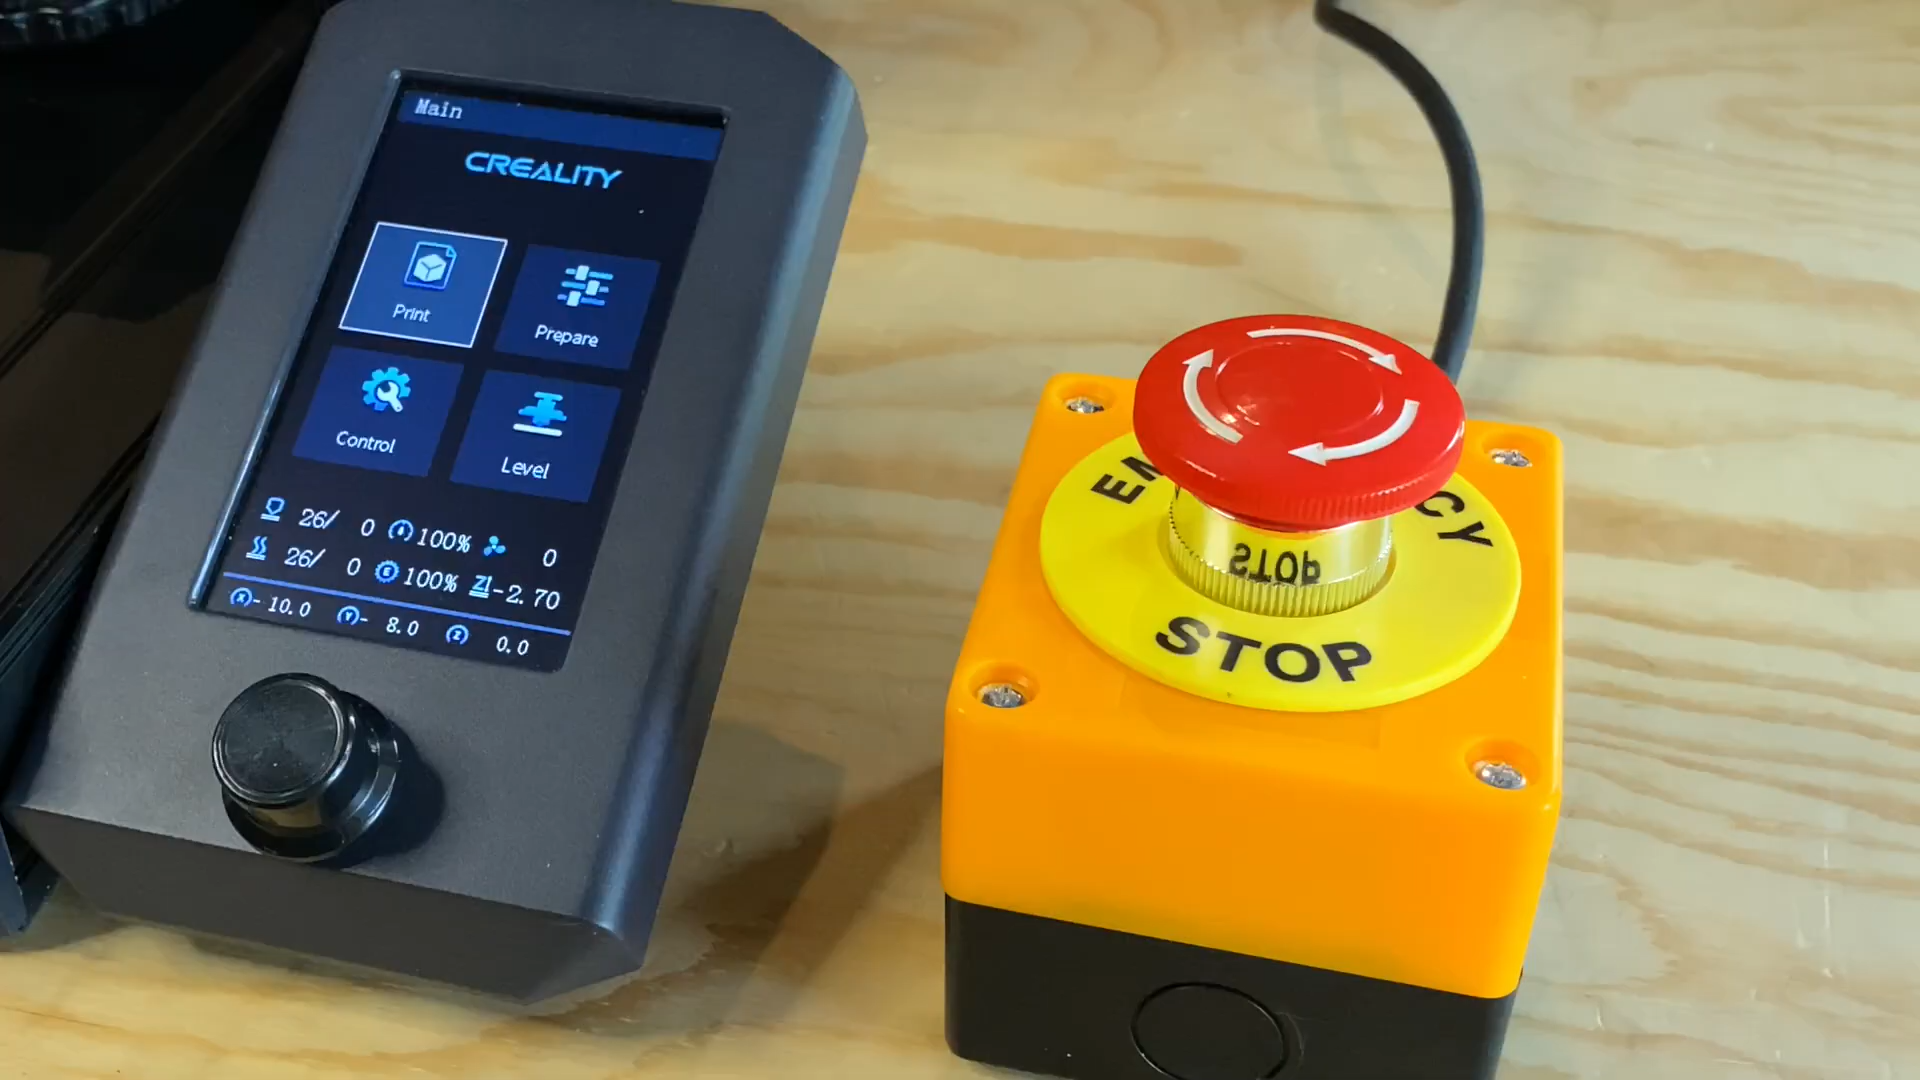 Main
CREALITY
Print
Prepare
Control
Level
26/ 0 100% 0
26/ 0 100% Z -2.70
X - 10.0 Y - 8.0 Z 0.0
STOP
STOP